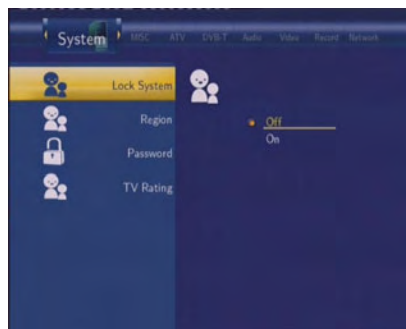 System MISC ATV DVB-T Audio Video Record Network
Lock System
Region
Password
TV Rating
Off
On